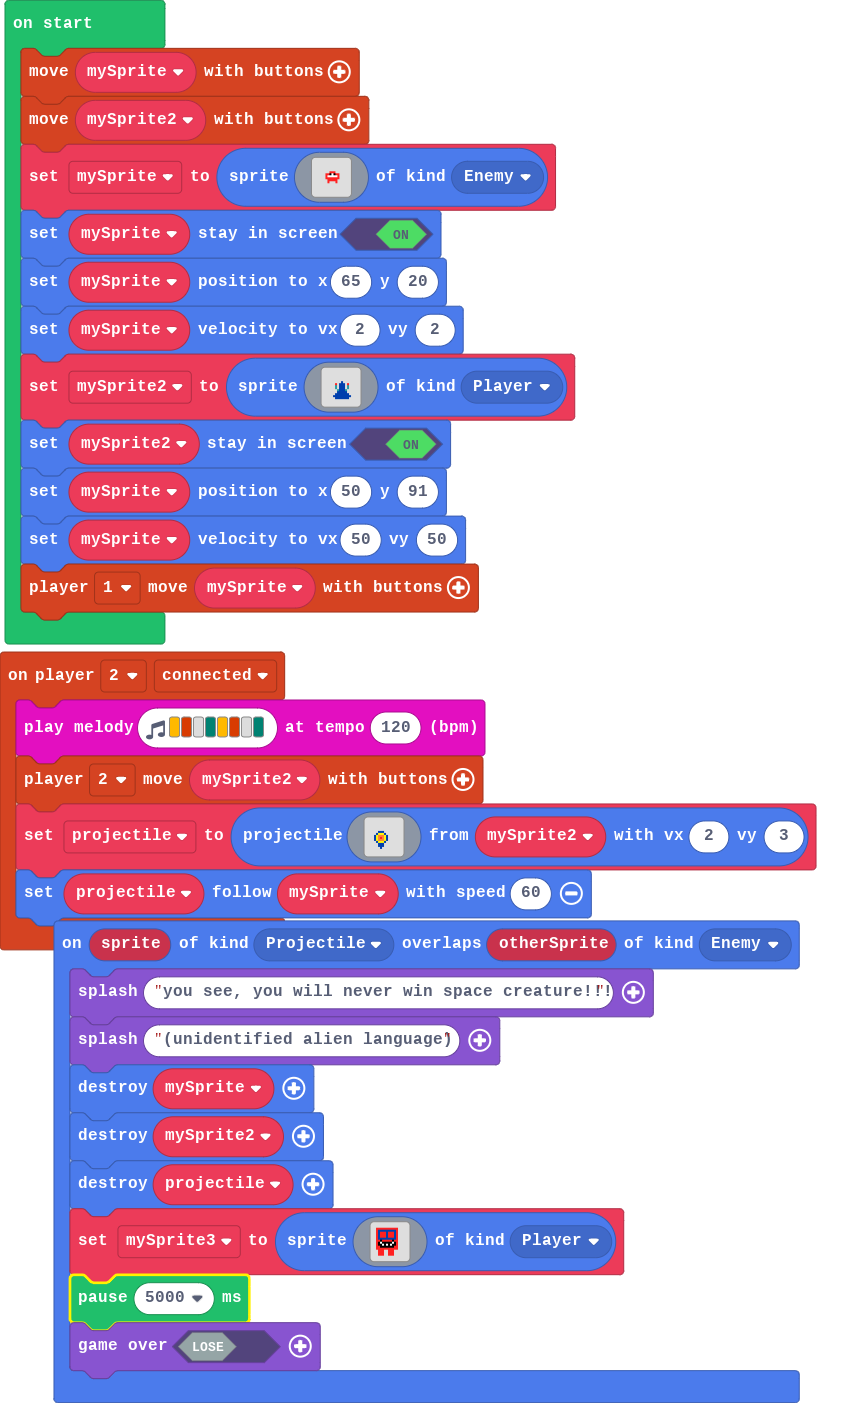 on start
move mySprite with buttons
move mySprite2 with buttons
set mySprite to sprite of kind Enemy
set mySprite stay in screen ON
set mySprite position to x 65 y 20
set mySprite velocity to vx 2 vy 2
set mySprite2 to sprite of kind Player
set mySprite2 stay in screen ON
set mySprite position to x 50 y 91
set mySprite velocity to vx 50 vy 50
player 1 move mySprite with buttons
on player 2 connected
play melody at tempo 120 (bpm)
player 2 move mySprite2 with buttons
set projectile to projectile from mySprite2 with vx 2 vy 3
set projectile follow mySprite with speed 60
on sprite of kind Projectile overlaps otherSprite of kind Enemy
splash "you see, you will never win space creature!!!"
splash "(unidentified alien language)"
destroy mySprite
destroy mySprite2
destroy projectile
set mySprite3 to sprite of kind Player
pause 5000 ms
game over LOSE